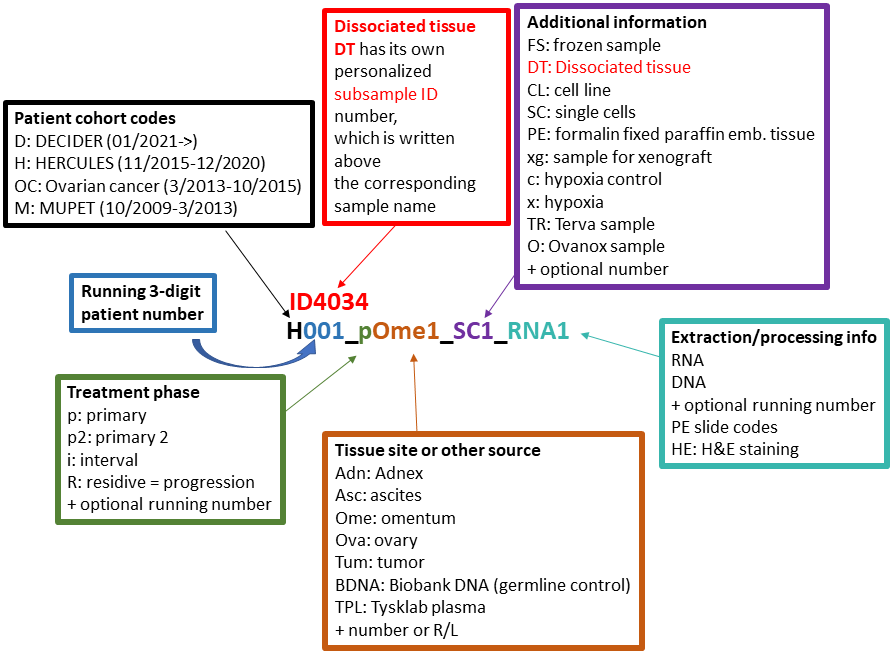 Dissociated tissue
DT has its own
personalized
subsample ID
number,
which is written
above
the corresponding
sample name
Additional information
FS: frozen sample
DT: Dissociated tissue
CL: cell line
SC: single cells
PE: formalin fixed paraffin emb. tissue
xg: sample for xenograft
c: hypoxia control
x: hypoxia
TR: Terva sample
O: Ovanox sample
+ optional number
Patient cohort codes
D: DECIDER (01/2021->)
H: HERCULES (11/2015-12/2020)
OC: Ovarian cancer (3/2013-10/2015)
M: MUPET (10/2009-3/2013)
Running 3-digit
patient number
ID4034
H001_pOme1_SC1_RNA1
Extraction/processing info
RNA
DNA
+ optional running number
PE slide codes
HE: H&E staining
Treatment phase
p: primary
p2: primary 2
i: interval
R: residive = progression
+ optional running number
Tissue site or other source
Adn: Adnex
Asc: ascites
Ome: omentum
Ova: ovary
Tum: tumor
BDNA: Biobank DNA (germline control)
TPL: Tysklab plasma
+ number or R/L